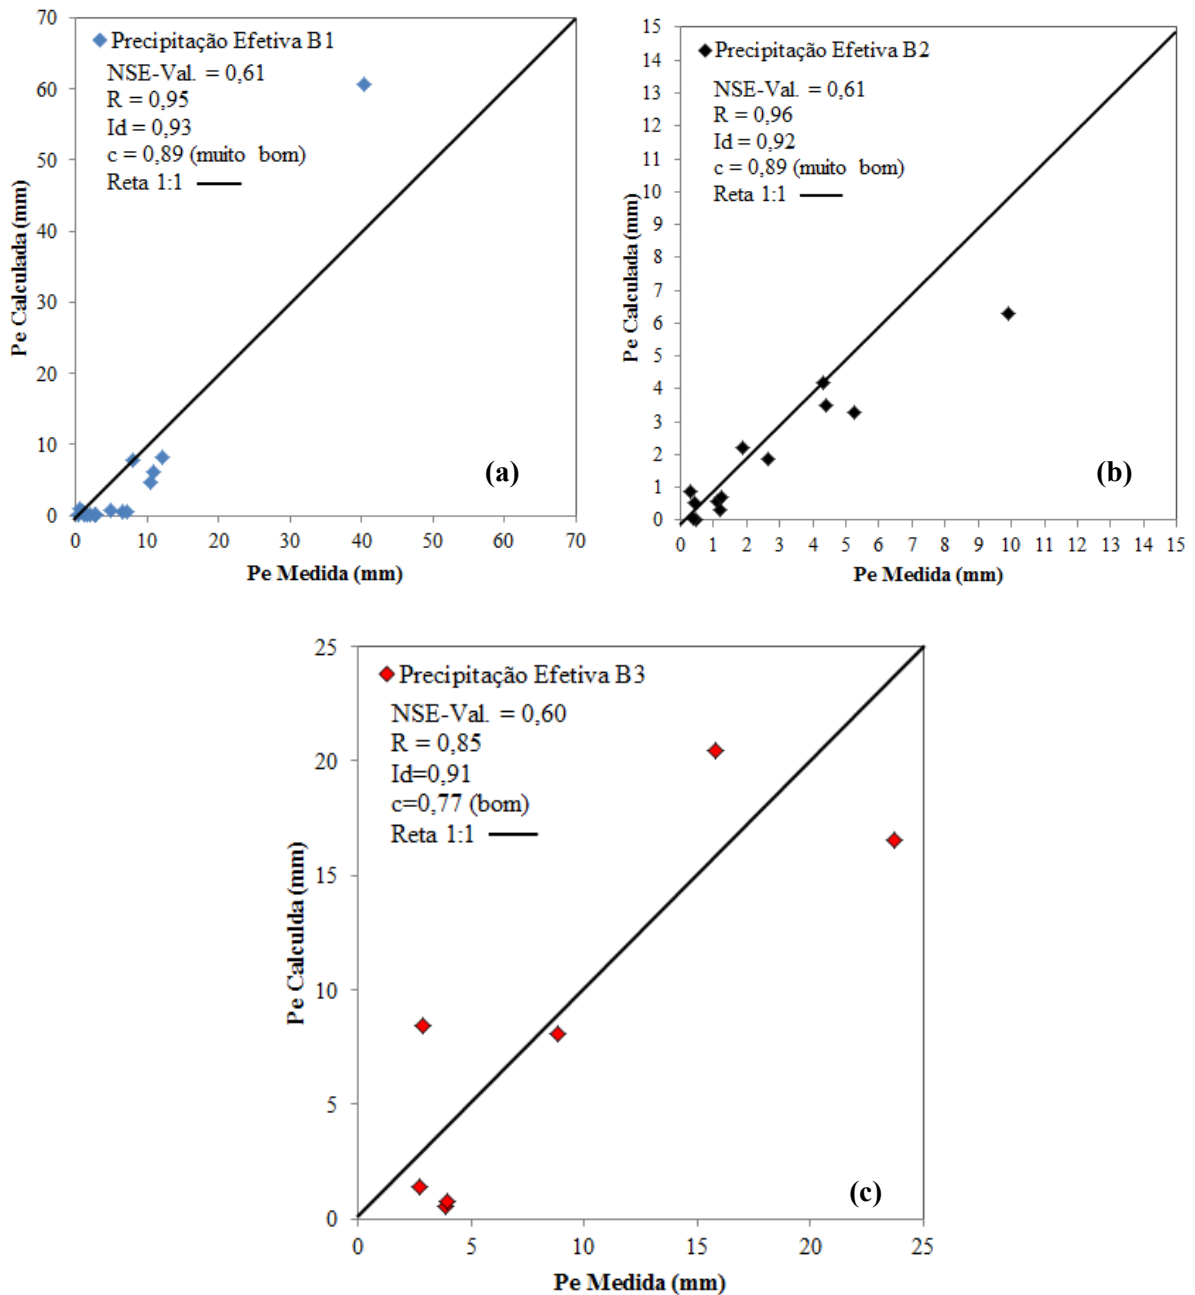 Precipitação Efetiva B1
NSE-Val. = 0,61
R = 0,95
Id = 0,93
c = 0,89 (muito bom)
Reta 1:1
70
60
50
40
30
20
10
0
Pe Calculada (mm)
(a)
0 10 20 30 40 50 60 70
Pe Medida (mm)
Precipitação Efetiva B2
NSE-Val. = 0,61
R = 0,96
Id = 0,92
c = 0,89 (muito bom)
Reta 1:1
15
14
13
12
11
10
9
8
7
6
5
4
3
2
1
0
Pe Calculada (mm)
(b)
0 1 2 3 4 5 6 7 8 9 10 11 12 13 14 15
Pe Medida (mm)
Precipitação Efetiva B3
NSE-Val. = 0,60
R = 0,85
Id=0,91
c=0,77 (bom)
Reta 1:1
25
20
15
10
5
0
Pe Calculda (mm)
(c)
0 5 10 15 20 25
Pe Medida (mm)